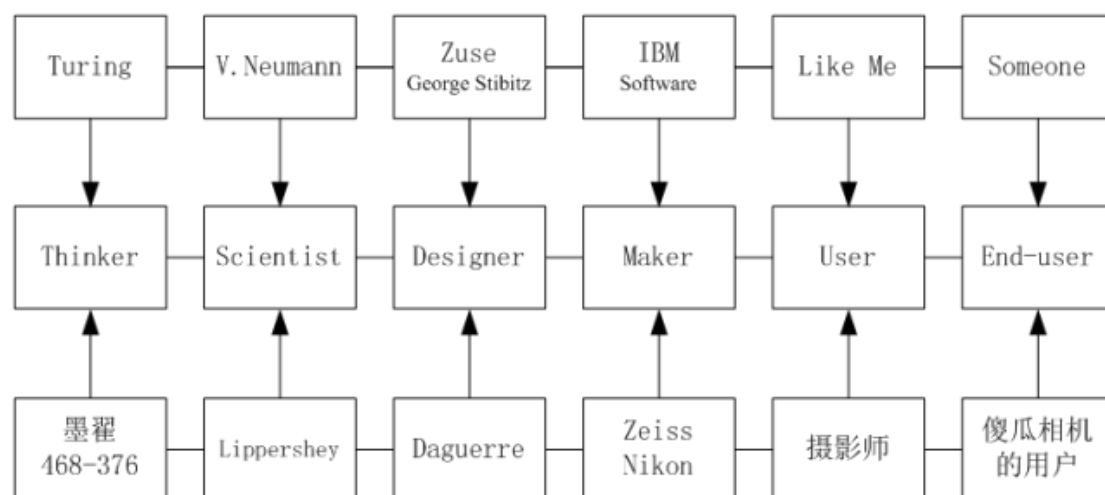 Turing
V.Neumann
Zuse
George Stibitz
IBM
Software
Like Me
Someone
Thinker
Scientist
Designer
Maker
User
End-user
墨翟
468-376
Lippershey
Daguerre
Zeiss
Nikon
摄影师
傻瓜相机
的用户